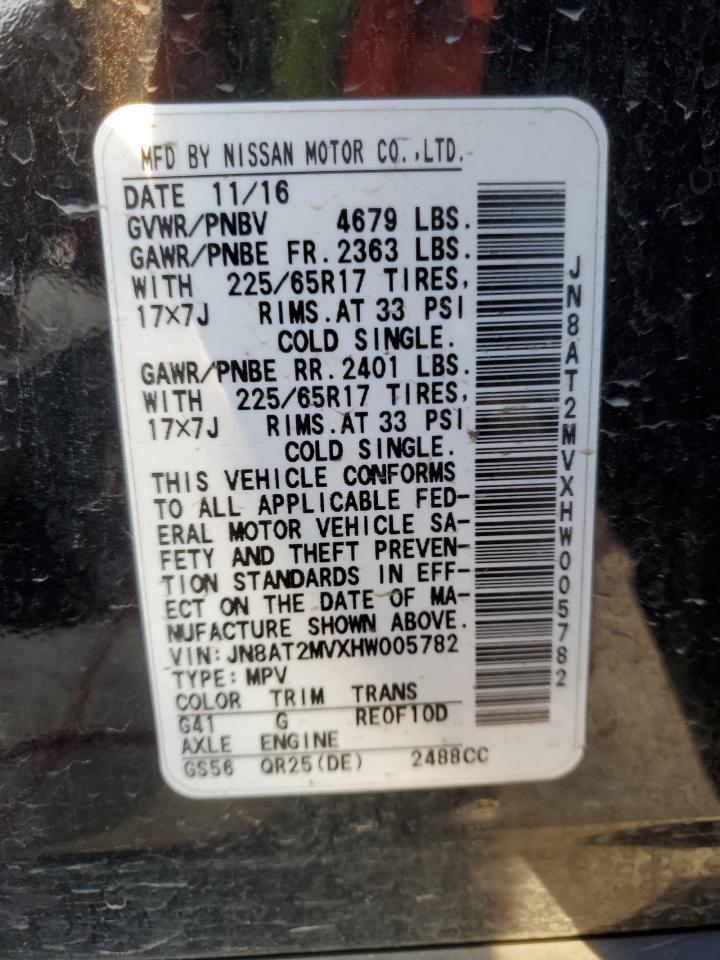 MFD BY NISSAN MOTOR CO.,LTD.
DATE 11/16
GVWR/PNBV 4679 LBS.
GAWR/PNBE FR.2363 LBS.
WITH 225/65R17 TIRES,
17X7J RIMS.AT 33 PSI
COLD SINGLE.
GAWR/PNBE RR.2401 LBS.
WITH 225/65R17 TIRES,
17X7J RIMS.AT 33 PSI
COLD SINGLE.
THIS VEHICLE CONFORMS
TO ALL APPLICABLE FED-
ERAL MOTOR VEHICLE SA-
FETY AND THEFT PREVEN-
TION STANDARDS IN EFF-
ECT ON THE DATE OF MA-
NUFACTURE SHOWN ABOVE.
VIN:JN8AT2MVXHW005782
TYPE:MPV
COLOR TRIM TRANS
G41 G RE0F10D
AXLE ENGINE
GS56 QR25(DE) 2488CC
JN8AT2MVXHW005782